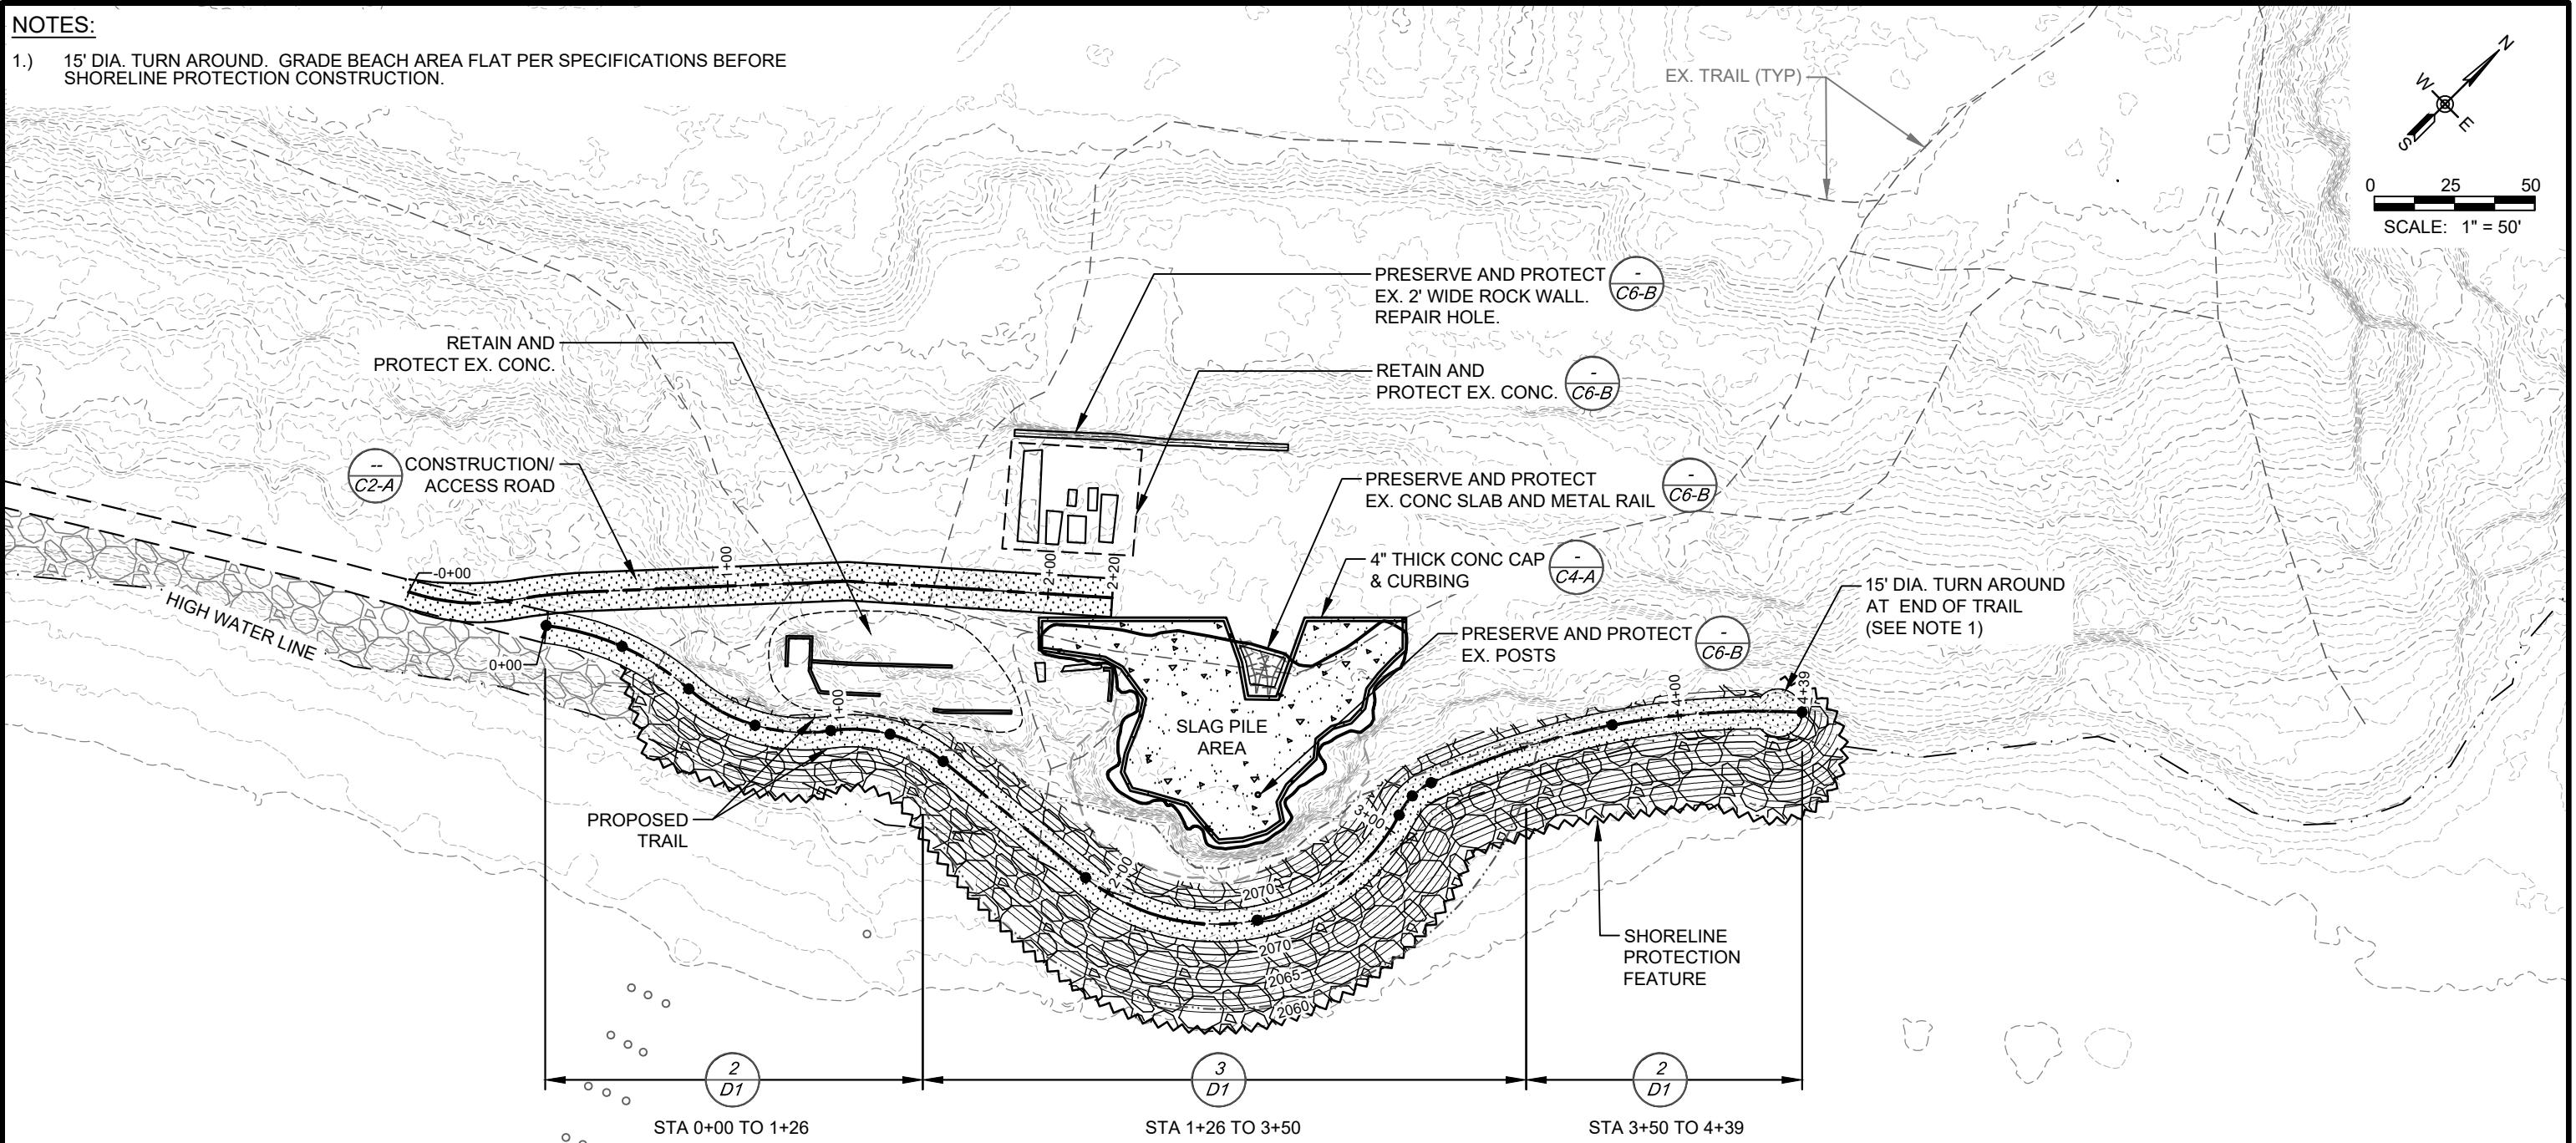 NOTES:
1.) 15' DIA. TURN AROUND. GRADE BEACH AREA FLAT PER SPECIFICATIONS BEFORE
SHORELINE PROTECTION CONSTRUCTION.
EX. TRAIL (TYP)
N
W
E
S
0 25 50
SCALE: 1" = 50'
PRESERVE AND PROTECT
EX. 2' WIDE ROCK WALL.
REPAIR HOLE.
-
C6-B
RETAIN AND
PROTECT EX. CONC.
RETAIN AND
PROTECT EX. CONC.
-
C6-B
--
C2-A
CONSTRUCTION/
ACCESS ROAD
PRESERVE AND PROTECT
EX. CONC SLAB AND METAL RAIL
-
C6-B
4" THICK CONC CAP
& CURBING
-
C4-A
-0+00
1+00
2+00
2+20
HIGH WATER LINE
0+00
15' DIA. TURN AROUND
AT END OF TRAIL
(SEE NOTE 1)
PRESERVE AND PROTECT
EX. POSTS
-
C6-B
1+00
SLAG PILE
AREA
4+00
4+39
PROPOSED
TRAIL
3+00
2+00
2070
2070
2065
2060
SHORELINE
PROTECTION
FEATURE
2
D1
3
D1
2
D1
STA 0+00 TO 1+26
STA 1+26 TO 3+50
STA 3+50 TO 4+39